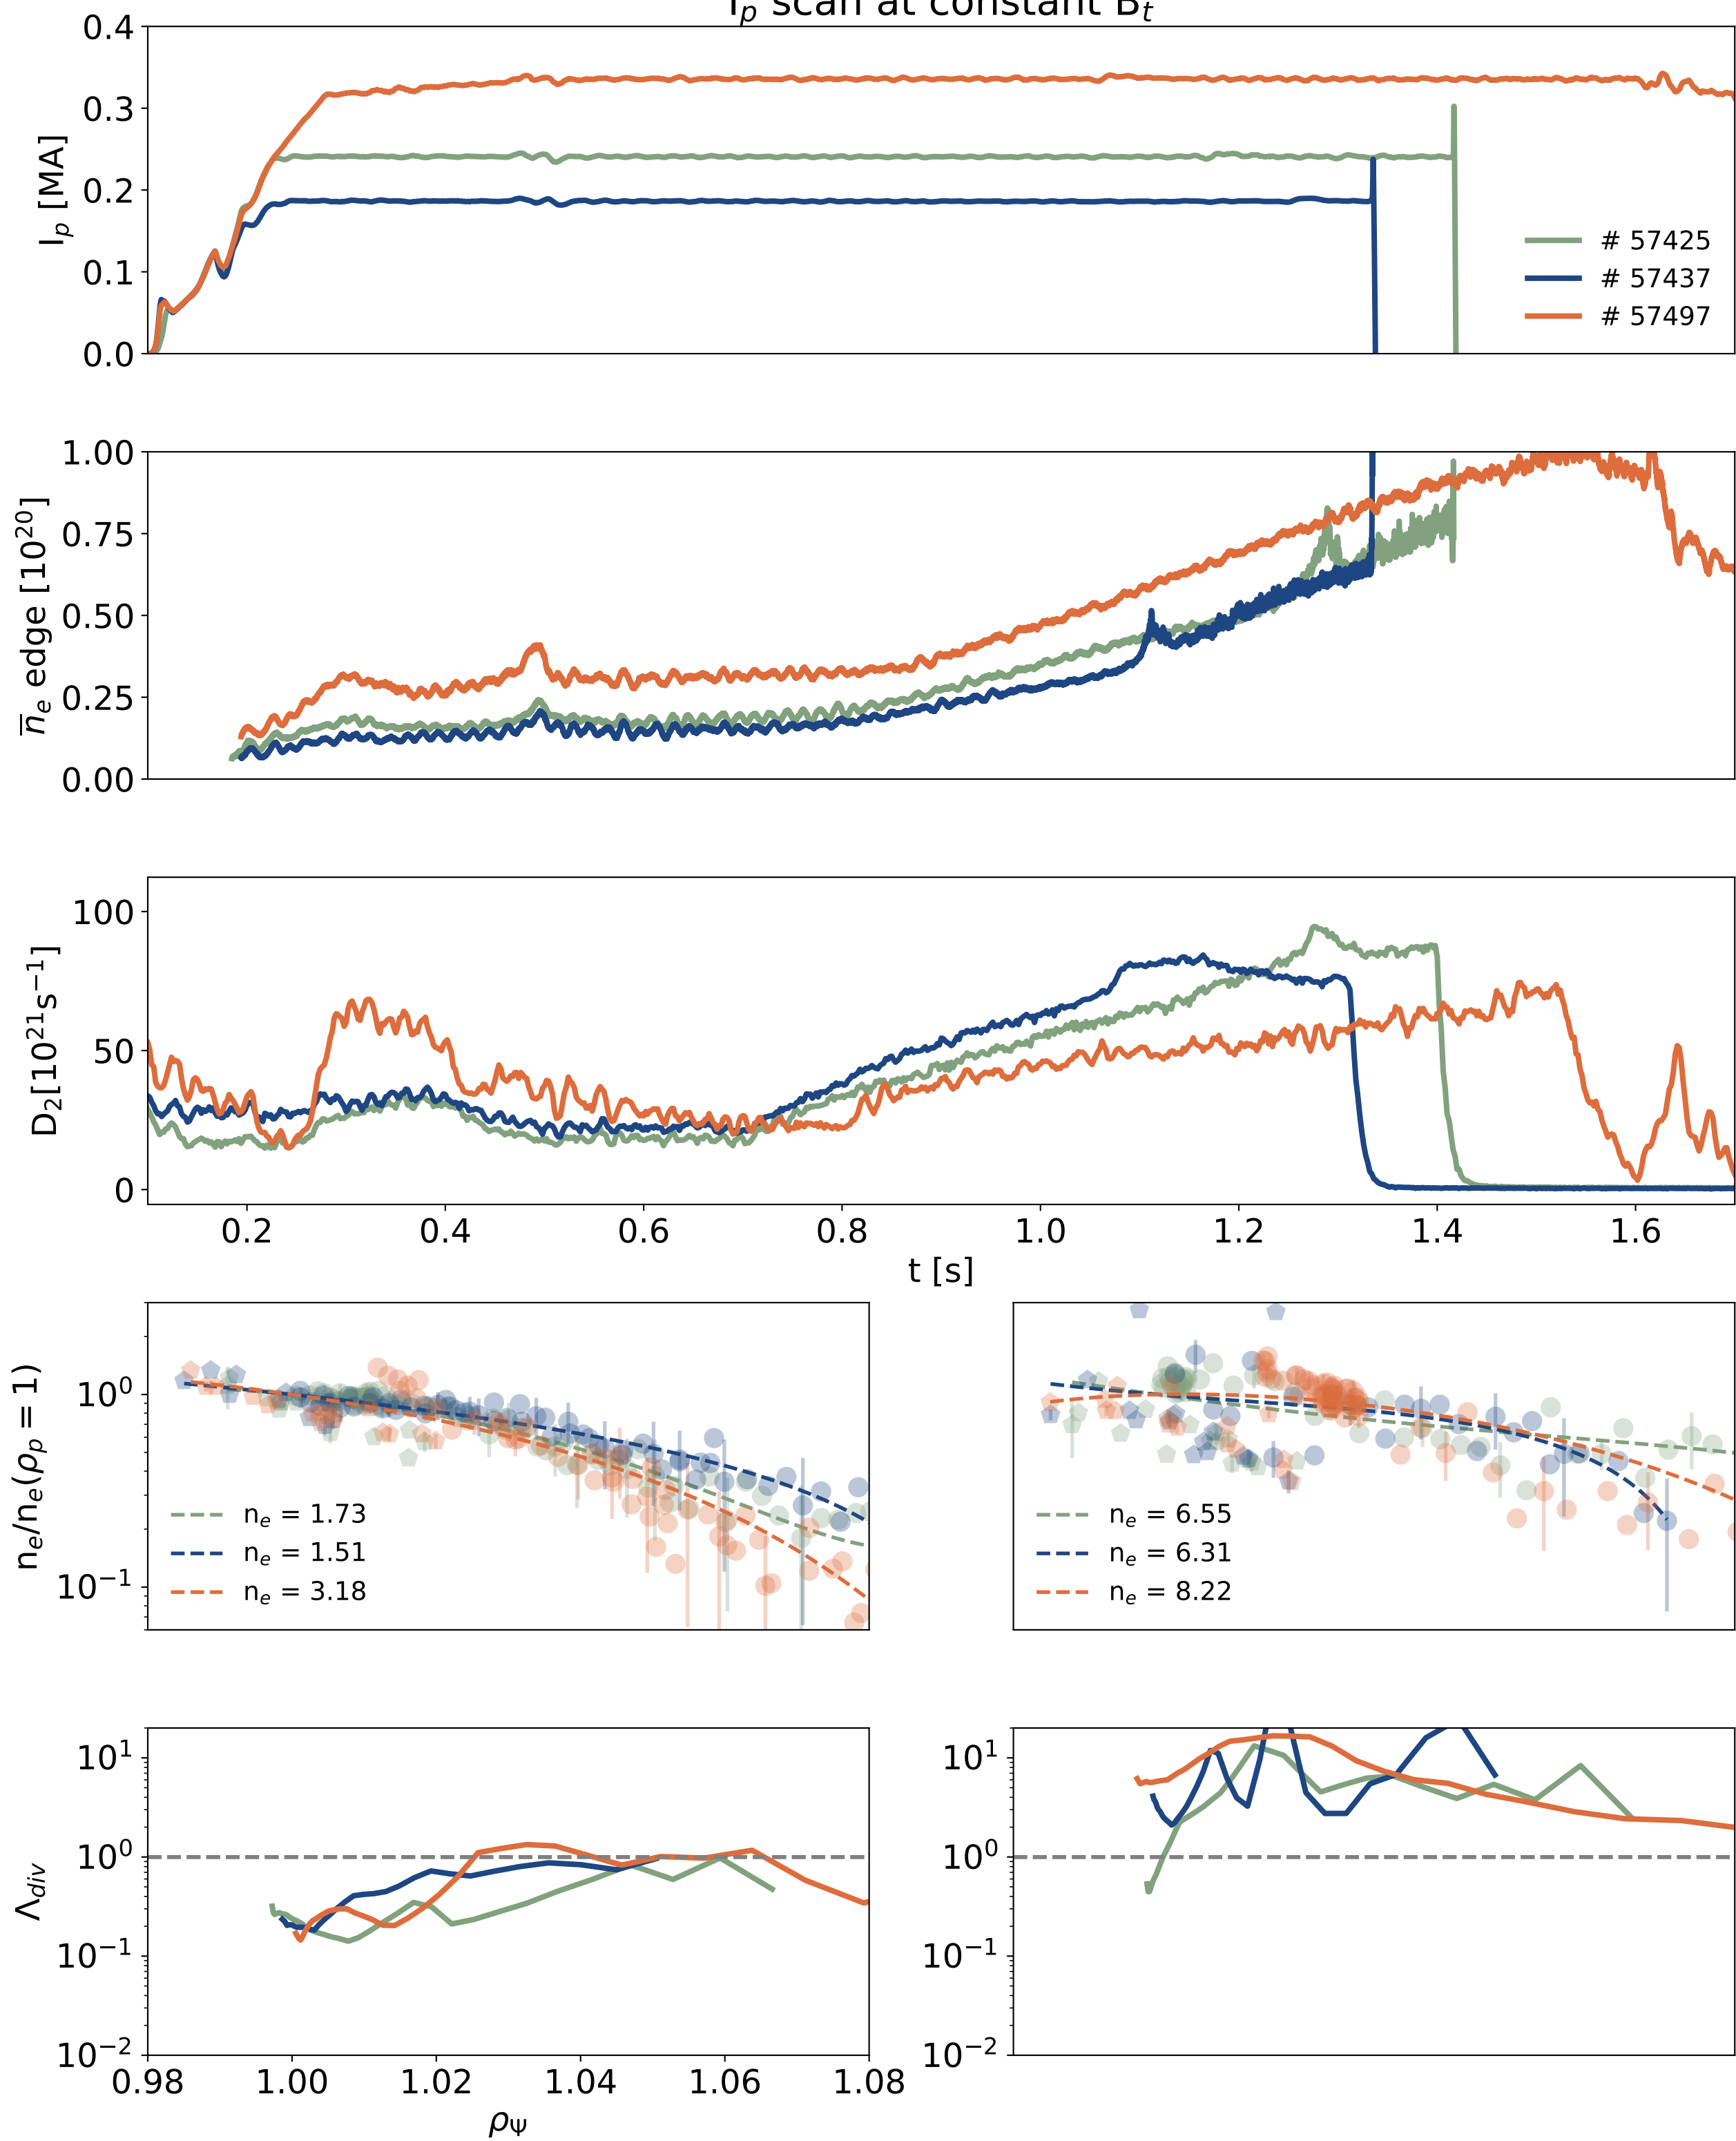 I_p scan at constant B_t
0.4
0.3
0.2
0.1
0.0
I_p [MA]
# 57425
# 57437
# 57497
1.00
0.75
0.50
0.25
0.00
n̅_e edge [10^20]
100
50
0
D_2[10^21 s^−1]
0.2 0.4 0.6 0.8 1.0 1.2 1.4 1.6
t [s]
10^0
10^−1
n_e/n_e(ρ_p = 1)
n_e = 1.73
n_e = 1.51
n_e = 3.18
n_e = 6.55
n_e = 6.31
n_e = 8.22
10^1
10^0
10^−1
10^−2
Λ_div
0.98 1.00 1.02 1.04 1.06 1.08
ρ_Ψ
10^1
10^0
10^−1
10^−2